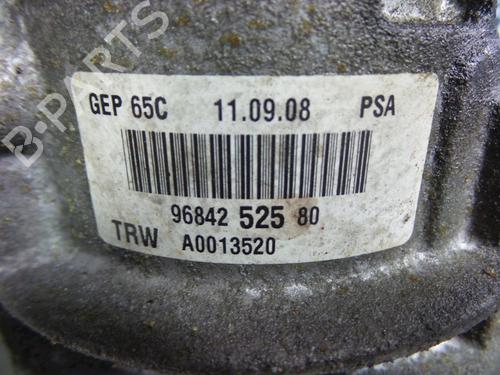 B-PARTS
GEP 65C 11.09.08 PSA
96842 525 80
TRW A0013520